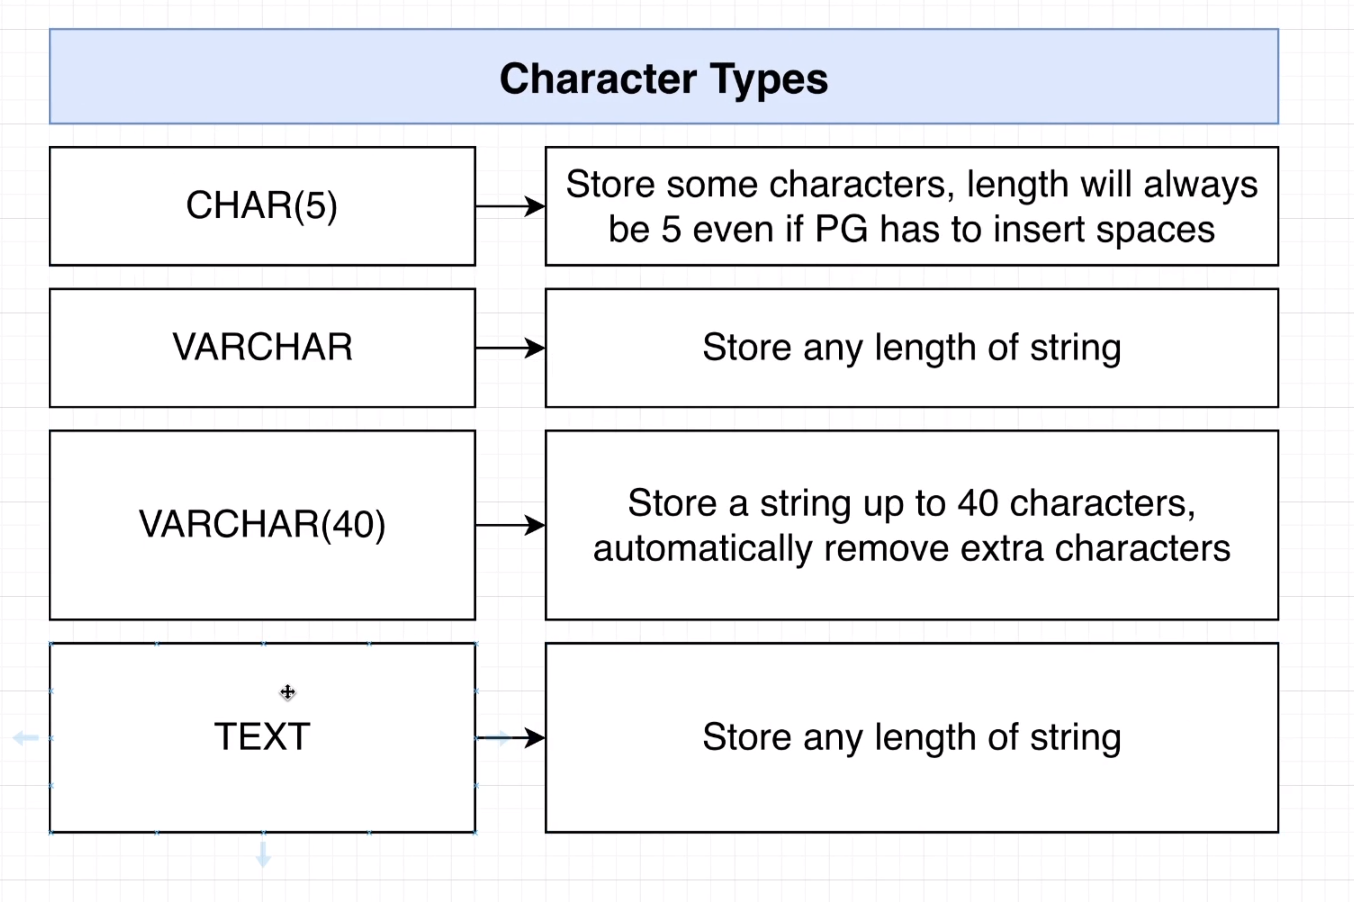 Character Types
CHAR(5)
Store some characters, length will always
be 5 even if PG has to insert spaces
VARCHAR
Store any length of string
VARCHAR(40)
Store a string up to 40 characters,
automatically remove extra characters
TEXT
Store any length of string